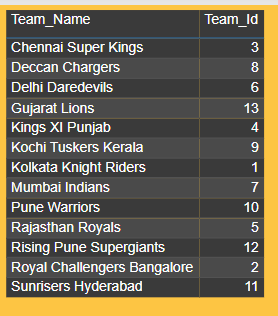 Team_Name Team_Id
Chennai Super Kings 3
Deccan Chargers 8
Delhi Daredevils 6
Gujarat Lions 13
Kings XI Punjab 4
Kochi Tuskers Kerala 9
Kolkata Knight Riders 1
Mumbai Indians 7
Pune Warriors 10
Rajasthan Royals 5
Rising Pune Supergiants 12
Royal Challengers Bangalore 2
Sunrisers Hyderabad 11